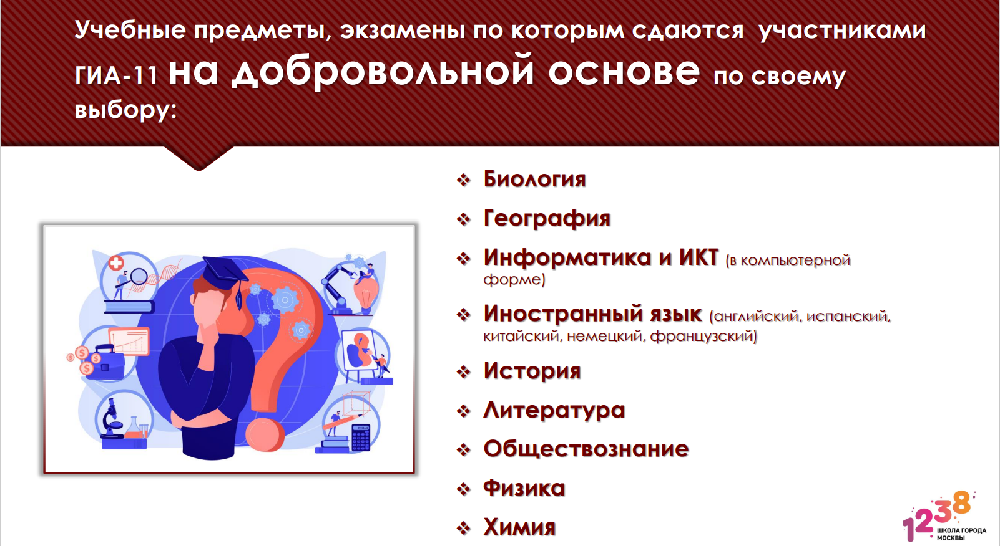 Учебные предметы, экзамены по которым сдаются участниками
ГИА-11 на добровольной основе по своему
выбору:
❖ Биология
❖ География
❖ Информатика и ИКТ (в компьютерной
форме)
❖ Иностранный язык (английский, испанский,
китайский, немецкий, французский)
❖ История
❖ Литература
❖ Обществознание
❖ Физика
❖ Химия
1238
ШКОЛА ГОРОДА
МОСКВЫ